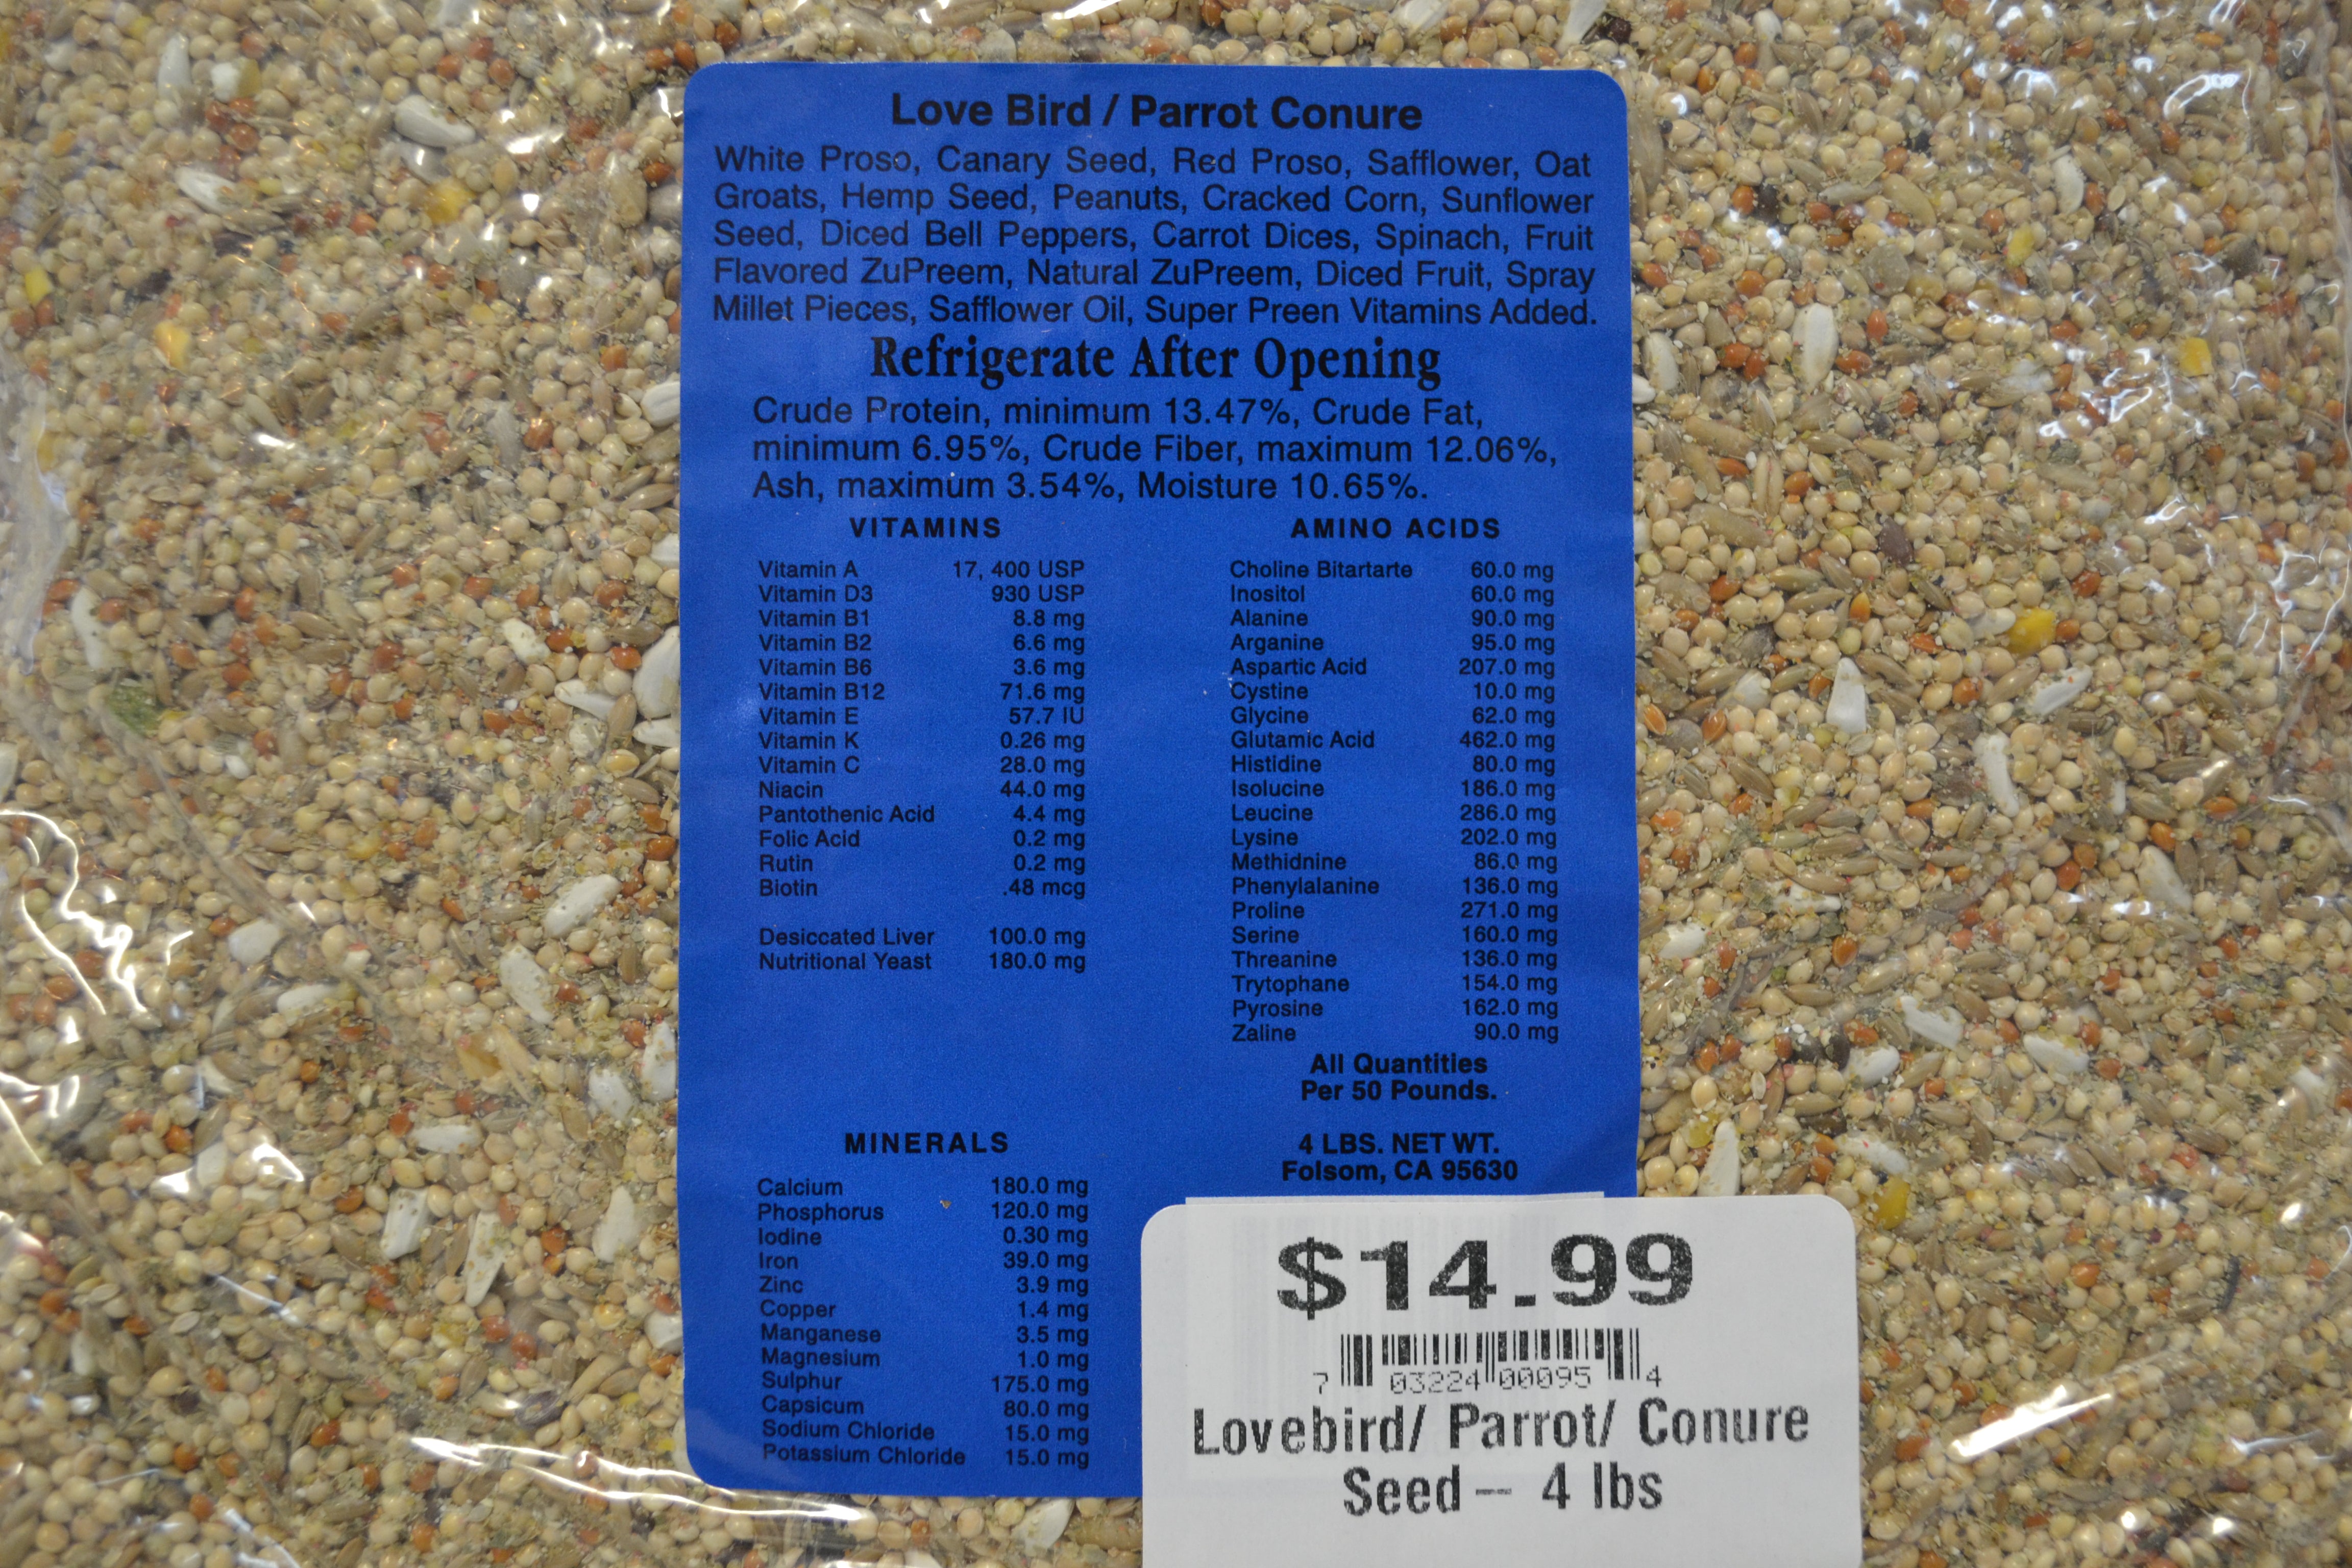 Love Bird / Parrot Conure
White Proso, Canary Seed, Red Proso, Safflower, Oat
Groats, Hemp Seed, Peanuts, Cracked Corn, Sunflower
Seed, Diced Bell Peppers, Carrot Dices, Spinach, Fruit
Flavored ZuPreem, Natural ZuPreem, Diced Fruit, Spray
Millet Pieces, Safflower Oil, Super Preen Vitamins Added.
Refrigerate After Opening
Crude Protein, minimum 13.47%, Crude Fat,
minimum 6.95%, Crude Fiber, maximum 12.06%,
Ash, maximum 3.54%, Moisture 10.65%.
VITAMINS
Vitamin A 17, 400 USP
Vitamin D3 930 USP
Vitamin B1 8.8 mg
Vitamin B2 6.6 mg
Vitamin B6 3.6 mg
Vitamin B12 71.6 mg
Vitamin E 57.7 IU
Vitamin K 0.26 mg
Vitamin C 28.0 mg
Niacin 44.0 mg
Pantothenic Acid 4.4 mg
Folic Acid 0.2 mg
Rutin 0.2 mg
Biotin .48 mcg
Desiccated Liver 100.0 mg
Nutritional Yeast 180.0 mg
MINERALS
Calcium 180.0 mg
Phosphorus 120.0 mg
Iodine 0.30 mg
Iron 39.0 mg
Zinc 3.9 mg
Copper 1.4 mg
Manganese 3.5 mg
Magnesium 1.0 mg
Sulphur 175.0 mg
Capsicum 80.0 mg
Sodium Chloride 15.0 mg
Potassium Chloride 15.0 mg
AMINO ACIDS
Choline Bitartarte 60.0 mg
Inositol 60.0 mg
Alanine 90.0 mg
Arganine 95.0 mg
Aspartic Acid 207.0 mg
Cystine 10.0 mg
Glycine 62.0 mg
Glutamic Acid 462.0 mg
Histidine 80.0 mg
Isolucine 186.0 mg
Leucine 286.0 mg
Lysine 202.0 mg
Methidnine 86.0 mg
Phenylalanine 136.0 mg
Proline 271.0 mg
Serine 160.0 mg
Threanine 136.0 mg
Trytophane 154.0 mg
Pyrosine 162.0 mg
Zaline 90.0 mg
All Quantities
Per 50 Pounds.
4 LBS. NET WT.
Folsom, CA 95630
$14.99
7 03224 00095 4
Lovebird/ Parrot/ Conure
Seed — 4 lbs